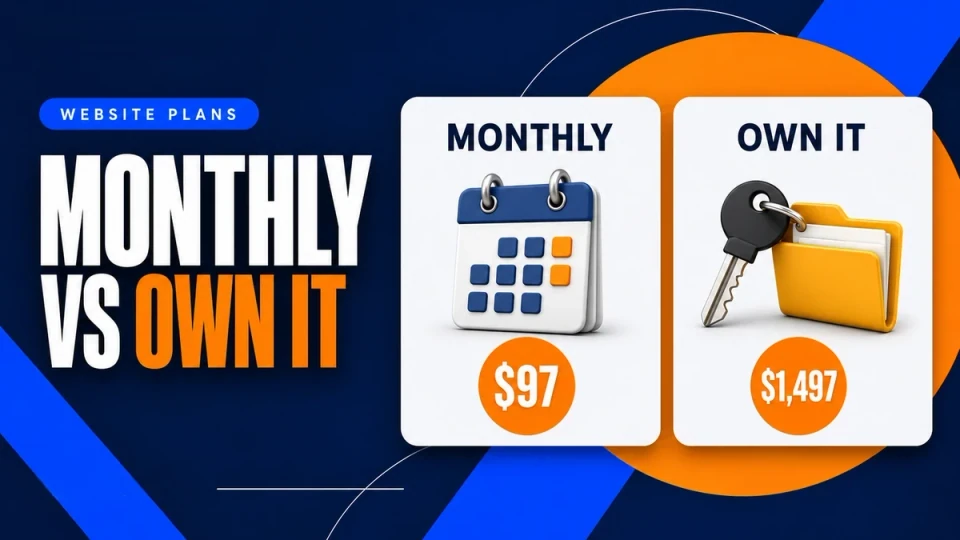 WEBSITE PLANS
MONTHLY
VS OWN IT
MONTHLY
$97
OWN IT
$1,497